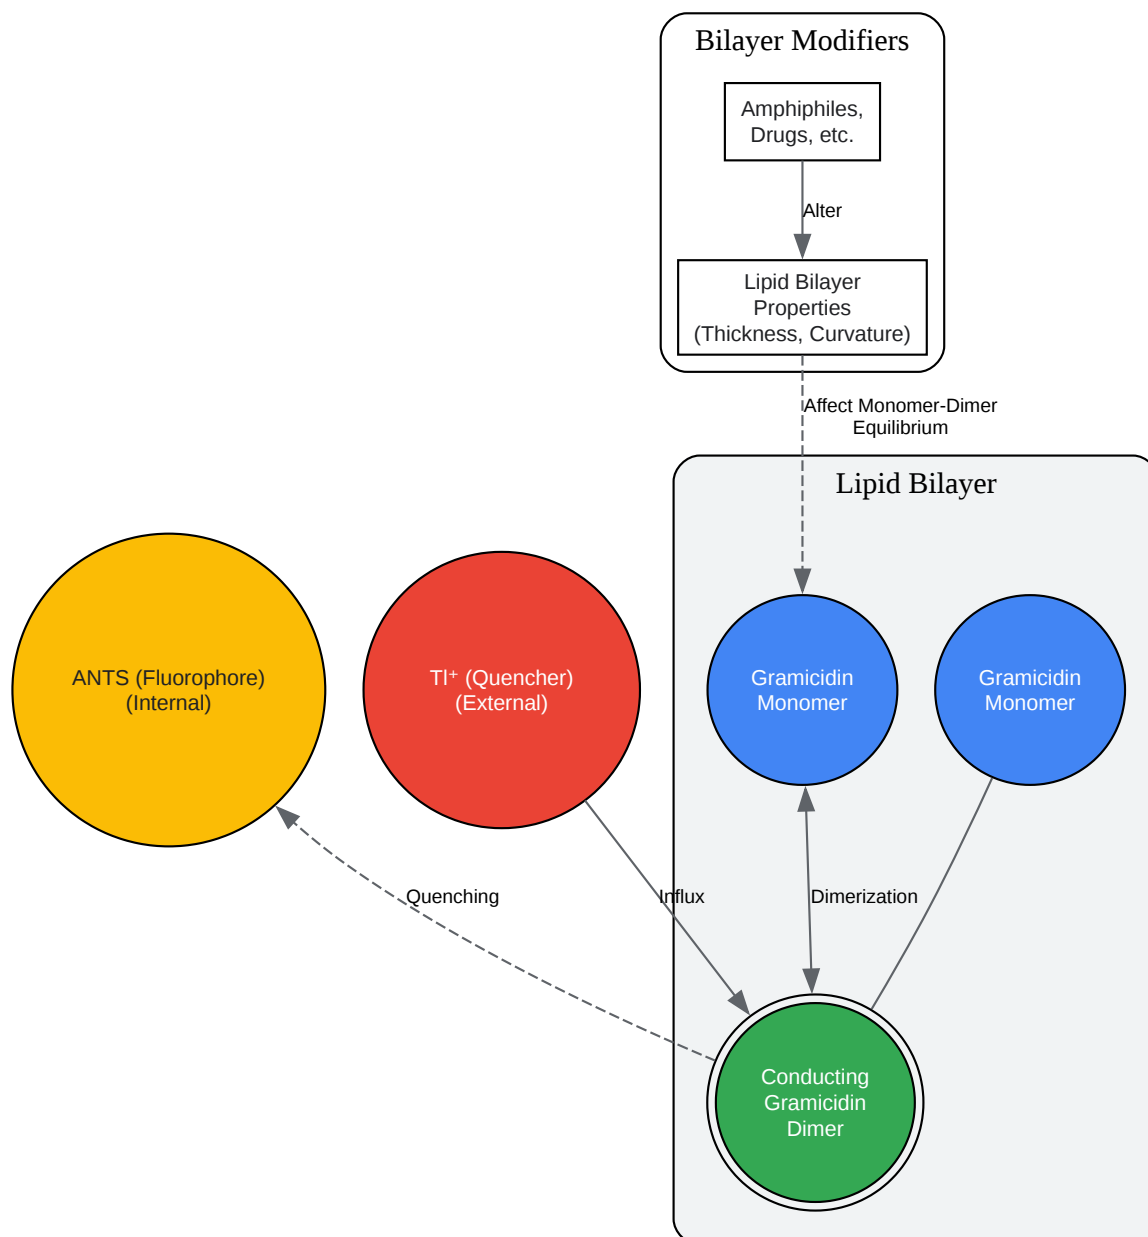 Bilayer Modifiers
Amphiphiles,
Drugs, etc.
Alter
Lipid Bilayer
Properties
(Thickness, Curvature)
Affect Monomer-Dimer
Equilibrium
Lipid Bilayer
ANTS (Fluorophore)
(Internal)
Tl⁺ (Quencher)
(External)
Gramicidin
Monomer
Gramicidin
Monomer
Quenching
Influx
Dimerization
Conducting
Gramicidin
Dimer